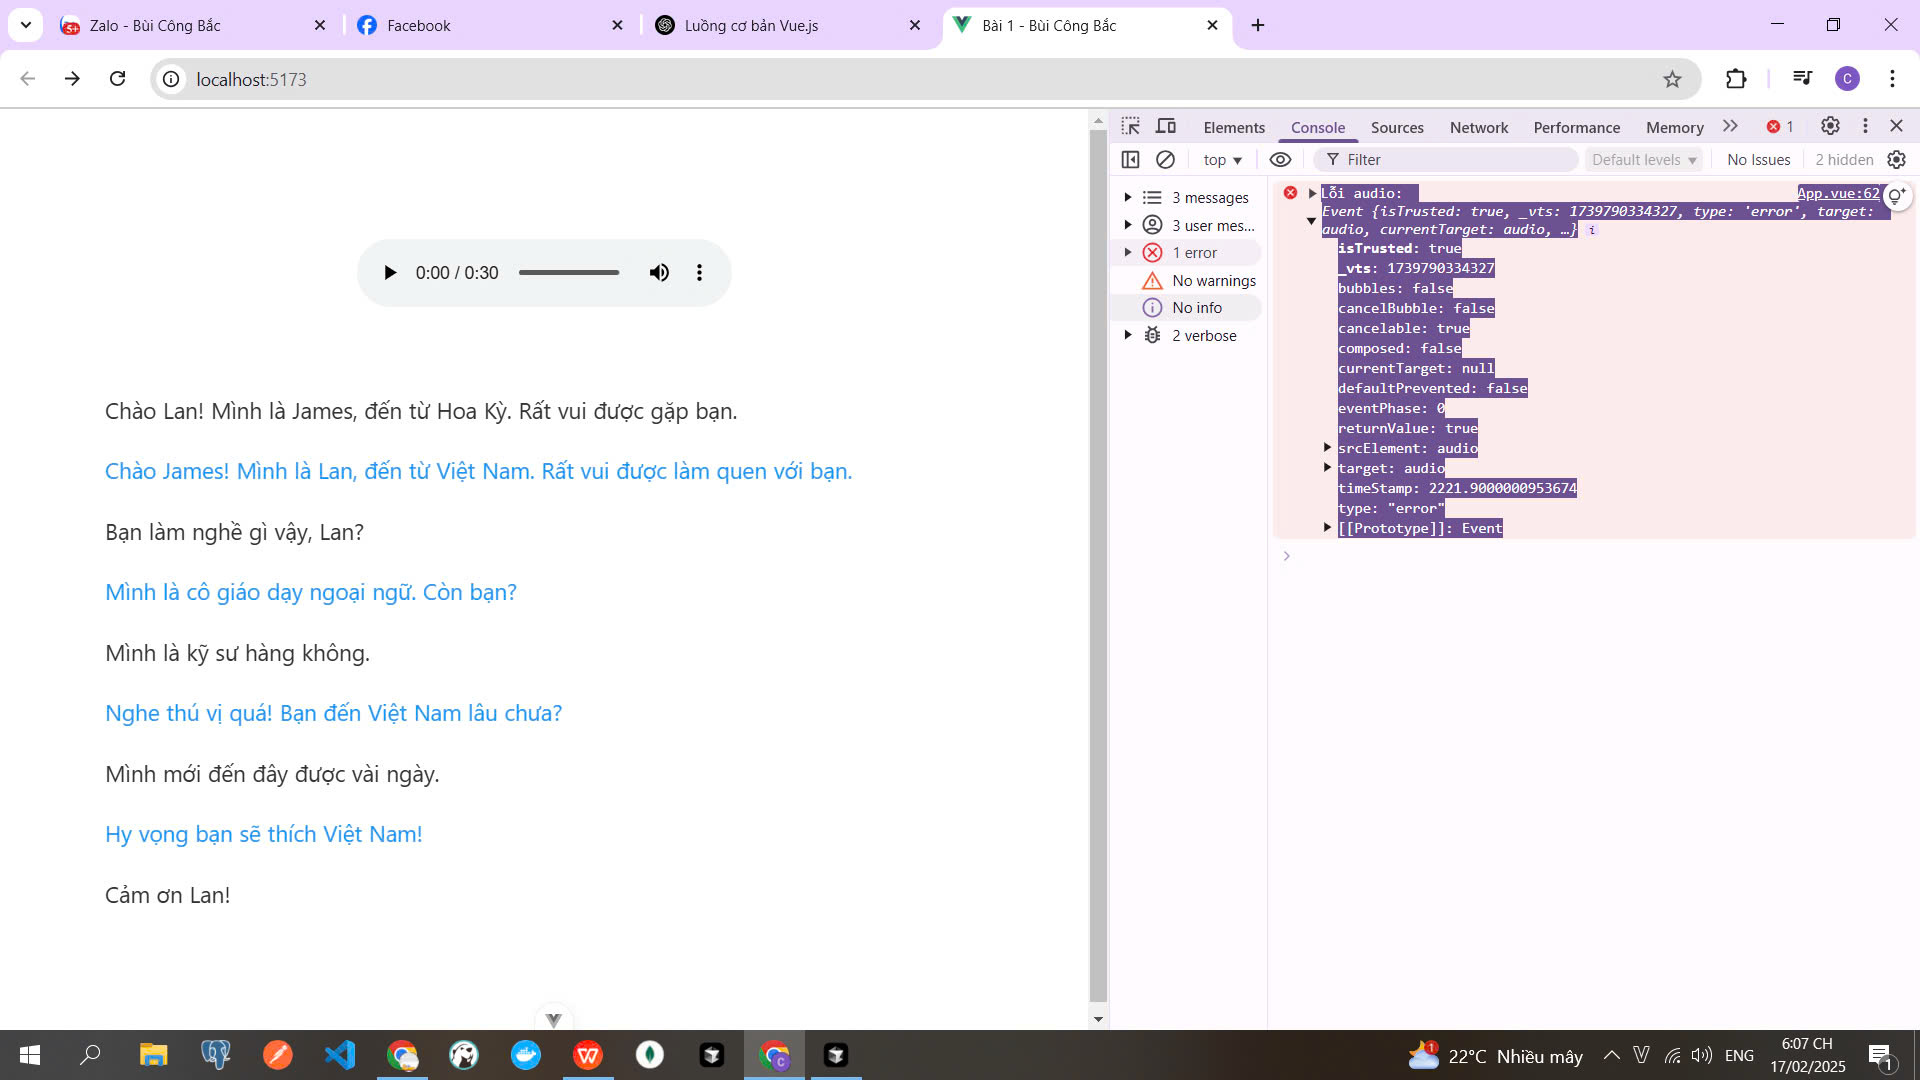 Zalo - Bùi Công Bắc
Facebook
Luồng cơ bản Vue.js
Bài 1 - Bùi Công Bắc
localhost:5173
C
0:00 / 0:30
Chào Lan! Mình là James, đến từ Hoa Kỳ. Rất vui được gặp bạn.
Chào James! Mình là Lan, đến từ Việt Nam. Rất vui được làm quen với bạn.
Bạn làm nghề gì vậy, Lan?
Mình là cô giáo dạy ngoại ngữ. Còn bạn?
Mình là kỹ sư hàng không.
Nghe thú vị quá! Bạn đến Việt Nam lâu chưa?
Mình mới đến đây được vài ngày.
Hy vọng bạn sẽ thích Việt Nam!
Cảm ơn Lan!
Elements Console Sources Network Performance Memory 1
top Filter Default levels No Issues 2 hidden
3 messages
3 user mes...
1 error
No warnings
No info
2 verbose
Lỗi audio: App.vue:62
Event {isTrusted: true, _vts: 1739790334327, type: 'error', target:
audio, currentTarget: audio, …} i
isTrusted: true
_vts: 1739790334327
bubbles: false
cancelBubble: false
cancelable: true
composed: false
currentTarget: null
defaultPrevented: false
eventPhase: 0
returnValue: true
srcElement: audio
target: audio
timeStamp: 2221.9000000953674
type: "error"
[[Prototype]]: Event
1 22°C Nhiều mây V ENG 6:07 CH 1
17/02/2025